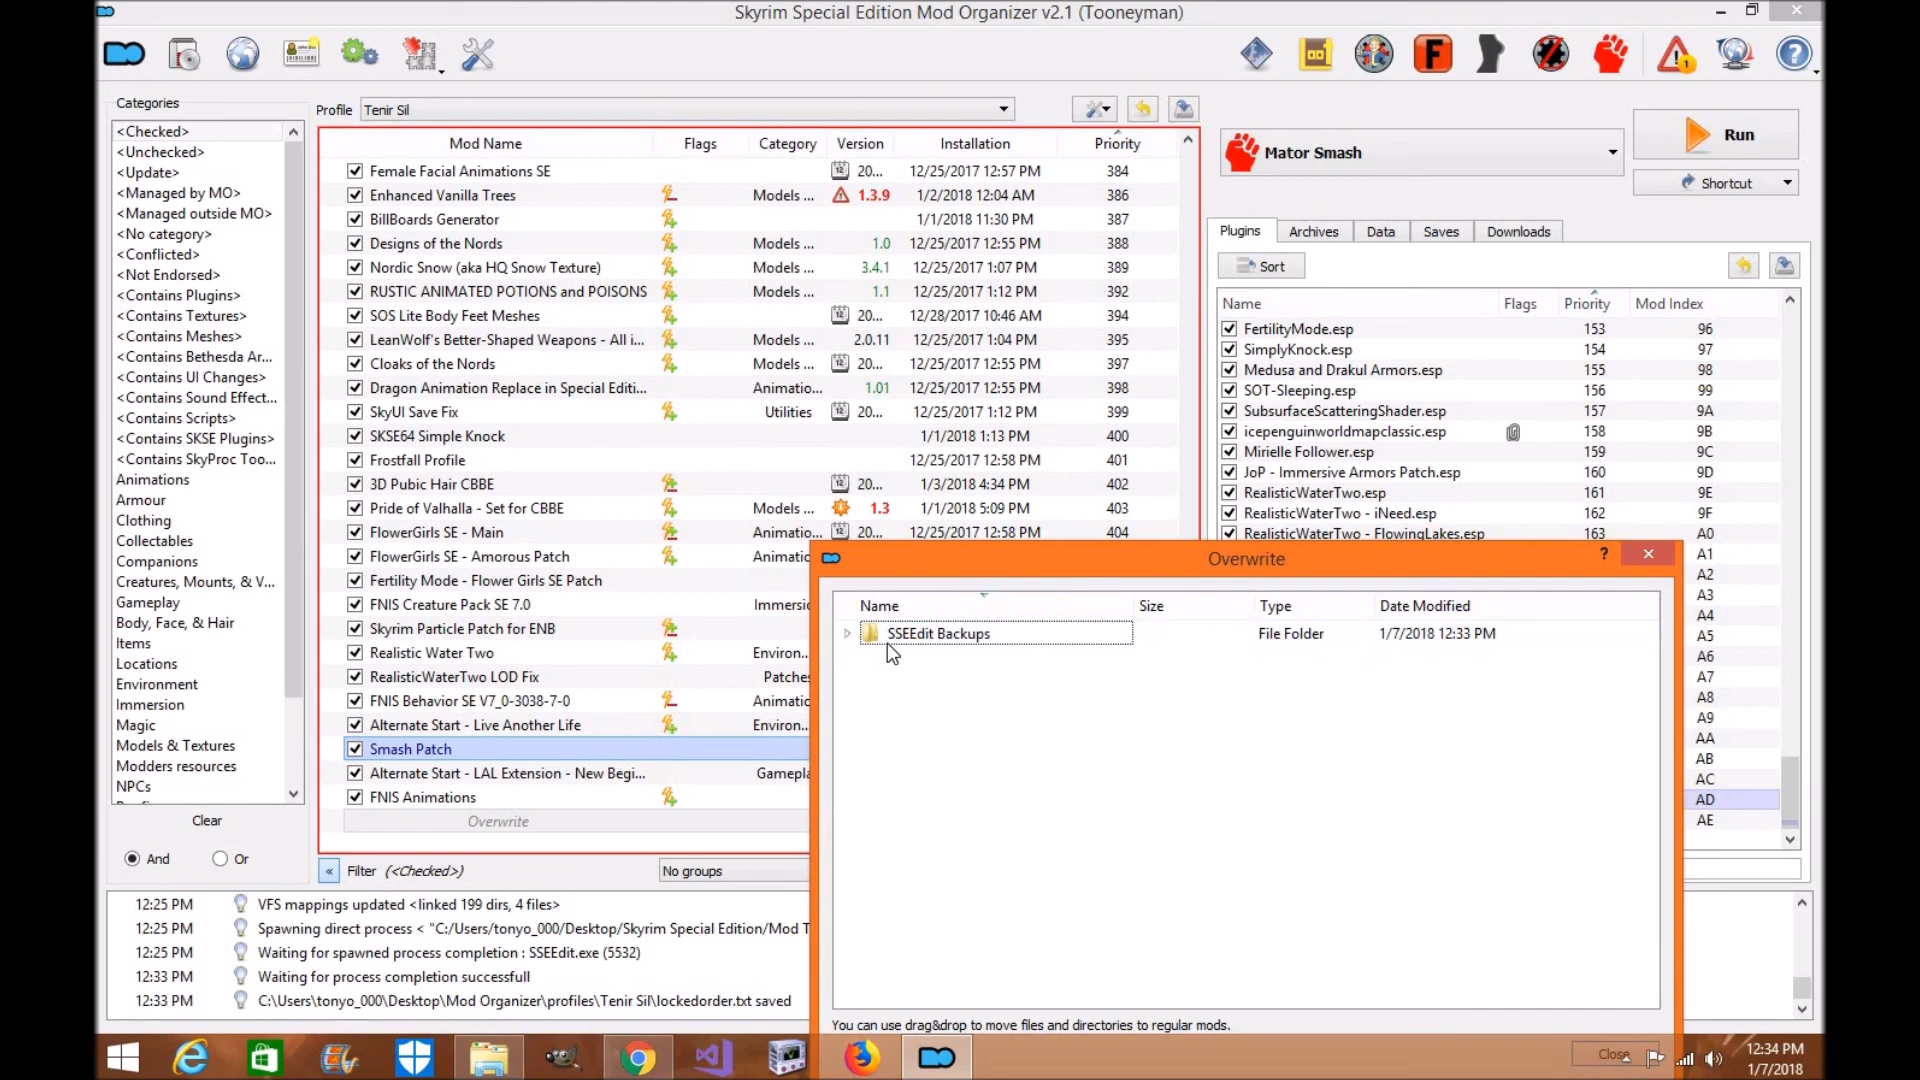 Skyrim Special Edition Mod Organizer v2.1 (Tooneyman)
Categories
<Checked>
<Unchecked>
<Update>
<Managed by MO>
<Managed outside MO>
<No category>
<Conflicted>
<Not Endorsed>
<Contains Plugins>
<Contains Textures>
<Contains Meshes>
<Contains Bethesda Ar...
<Contains UI Changes>
<Contains Sound Effect...
<Contains Scripts>
<Contains SKSE Plugins>
<Contains SkyProc Too...
Animations
Armour
Clothing
Collectables
Companions
Creatures, Mounts, & V...
Gameplay
Body, Face, & Hair
Items
Locations
Environment
Immersion
Magic
Models & Textures
Modders resources
NPCs
Clear
And Or
Profile Tenir Sil
Mod Name Flags Category Version Installation Priority
Female Facial Animations SE 20... 12/25/2017 12:57 PM 384
Enhanced Vanilla Trees Models ... 1.3.9 1/2/2018 12:04 AM 386
BillBoards Generator 1/1/2018 11:30 PM 387
Designs of the Nords Models ... 1.0 12/25/2017 12:55 PM 388
Nordic Snow (aka HQ Snow Texture) Models ... 3.4.1 12/25/2017 1:07 PM 389
RUSTIC ANIMATED POTIONS and POISONS Models ... 1.1 12/25/2017 1:12 PM 392
SOS Lite Body Feet Meshes 20... 12/28/2017 10:46 AM 394
LeanWolf's Better-Shaped Weapons - All i... Models ... 2.0.11 12/25/2017 1:04 PM 395
Cloaks of the Nords Models ... 20... 12/25/2017 12:55 PM 397
Dragon Animation Replace in Special Editi... Animatio... 1.01 12/25/2017 12:55 PM 398
SkyUI Save Fix Utilities 20... 12/25/2017 1:12 PM 399
SKSE64 Simple Knock 1/1/2018 1:13 PM 400
Frostfall Profile 12/25/2017 12:58 PM 401
3D Pubic Hair CBBE 20... 1/3/2018 4:34 PM 402
Pride of Valhalla - Set for CBBE Models ... 1.3 1/1/2018 5:09 PM 403
FlowerGirls SE - Main Animatio... 20... 12/25/2017 12:58 PM 404
FlowerGirls SE - Amorous Patch Animatic
Fertility Mode - Flower Girls SE Patch
FNIS Creature Pack SE 7.0 Immersi
Skyrim Particle Patch for ENB
Realistic Water Two Environ..
RealisticWaterTwo LOD Fix Patches
FNIS Behavior SE V7_0-3038-7-0 Animatic
Alternate Start - Live Another Life Environ..
Smash Patch
Alternate Start - LAL Extension - New Begi... Gamepla
FNIS Animations
Overwrite
« Filter (<Checked>) No groups
Mator Smash
Run
Shortcut
Plugins Archives Data Saves Downloads
Sort
Name Flags Priority Mod Index
FertilityMode.esp 153 96
SimplyKnock.esp 154 97
Medusa and Drakul Armors.esp 155 98
SOT-Sleeping.esp 156 99
SubsurfaceScatteringShader.esp 157 9A
icepenguinworldmapclassic.esp 158 9B
Mirielle Follower.esp 159 9C
JoP - Immersive Armors Patch.esp 160 9D
RealisticWaterTwo.esp 161 9E
RealisticWaterTwo - iNeed.esp 162 9F
RealisticWaterTwo - FlowingLakes.esp 163 A0
A1
A2
A3
A4
A5
A6
A7
A8
A9
AA
AB
AC
AD
AE
Overwrite
?
Name Size Type Date Modified
SSEEdit Backups File Folder 1/7/2018 12:33 PM
You can use drag&drop to move files and directories to regular mods.
Close
12:25 PM VFS mappings updated <linked 199 dirs, 4 files>
12:25 PM Spawning direct process < "C:/Users/tonyo_000/Desktop/Skyrim Special Edition/Mod T
12:25 PM Waiting for spawned process completion : SSEEdit.exe (5532)
12:33 PM Waiting for process completion successfull
12:33 PM C:\Users\tonyo_000\Desktop\Mod Organizer\profiles\Tenir Sil\lockedorder.txt saved
12:34 PM
1/7/2018